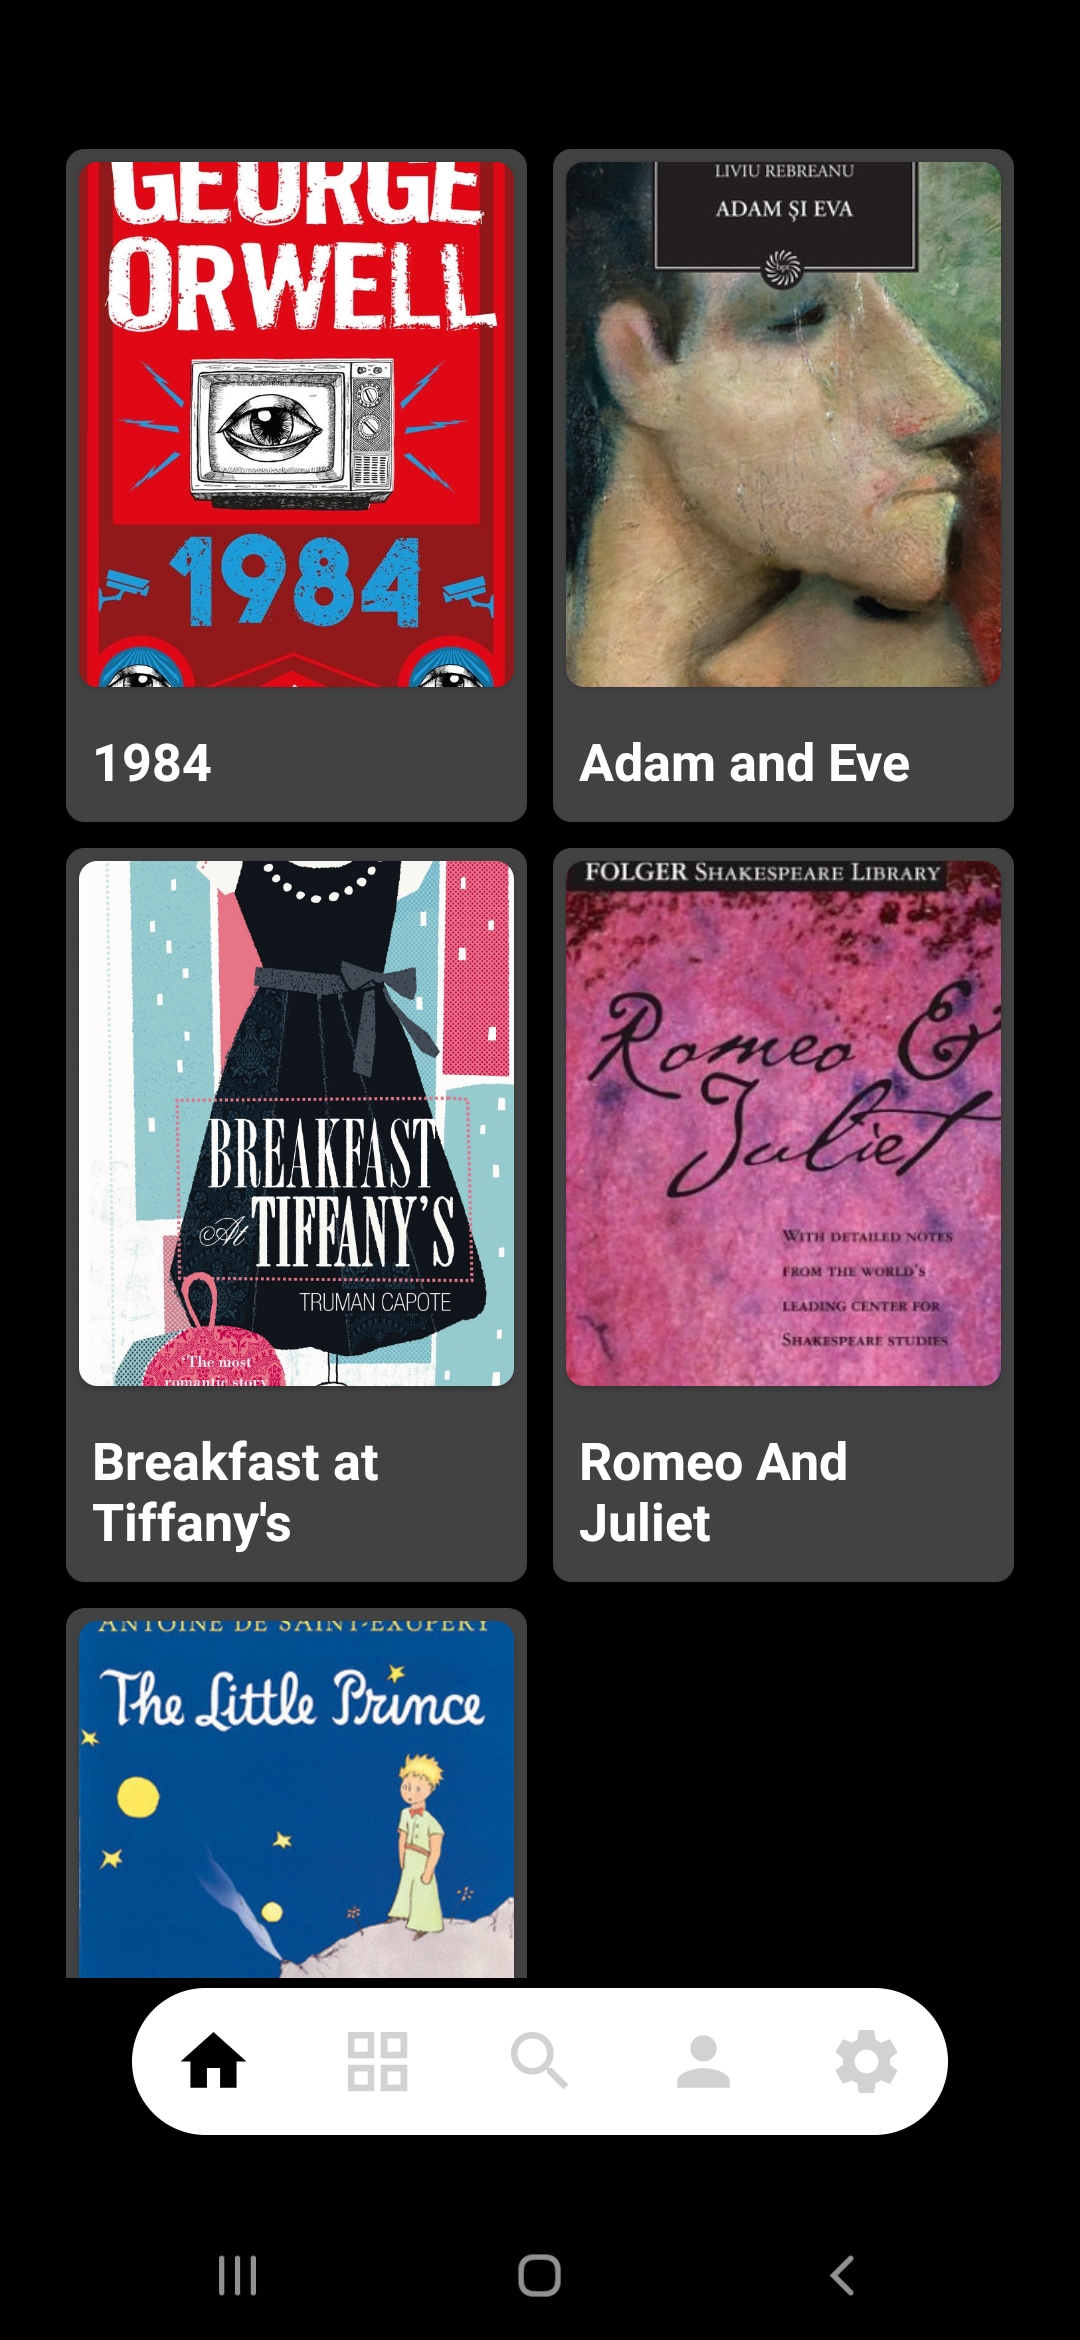 GEORGE
ORWELL
1984
1984
LIVIU REBREANU
ADAM ȘI EVA
Adam and Eve
BREAKFAST
At TIFFANY'S
TRUMAN CAPOTE
'The most
romantic story
Breakfast at
Tiffany's
FOLGER SHAKESPEARE LIBRARY
Romeo &
Juliet
WITH DETAILED NOTES
FROM THE WORLD'S
LEADING CENTER FOR
SHAKESPEARE STUDIES
Romeo And
Juliet
ANTOINE DE SAINT-EXUPÉRY
The Little Prince